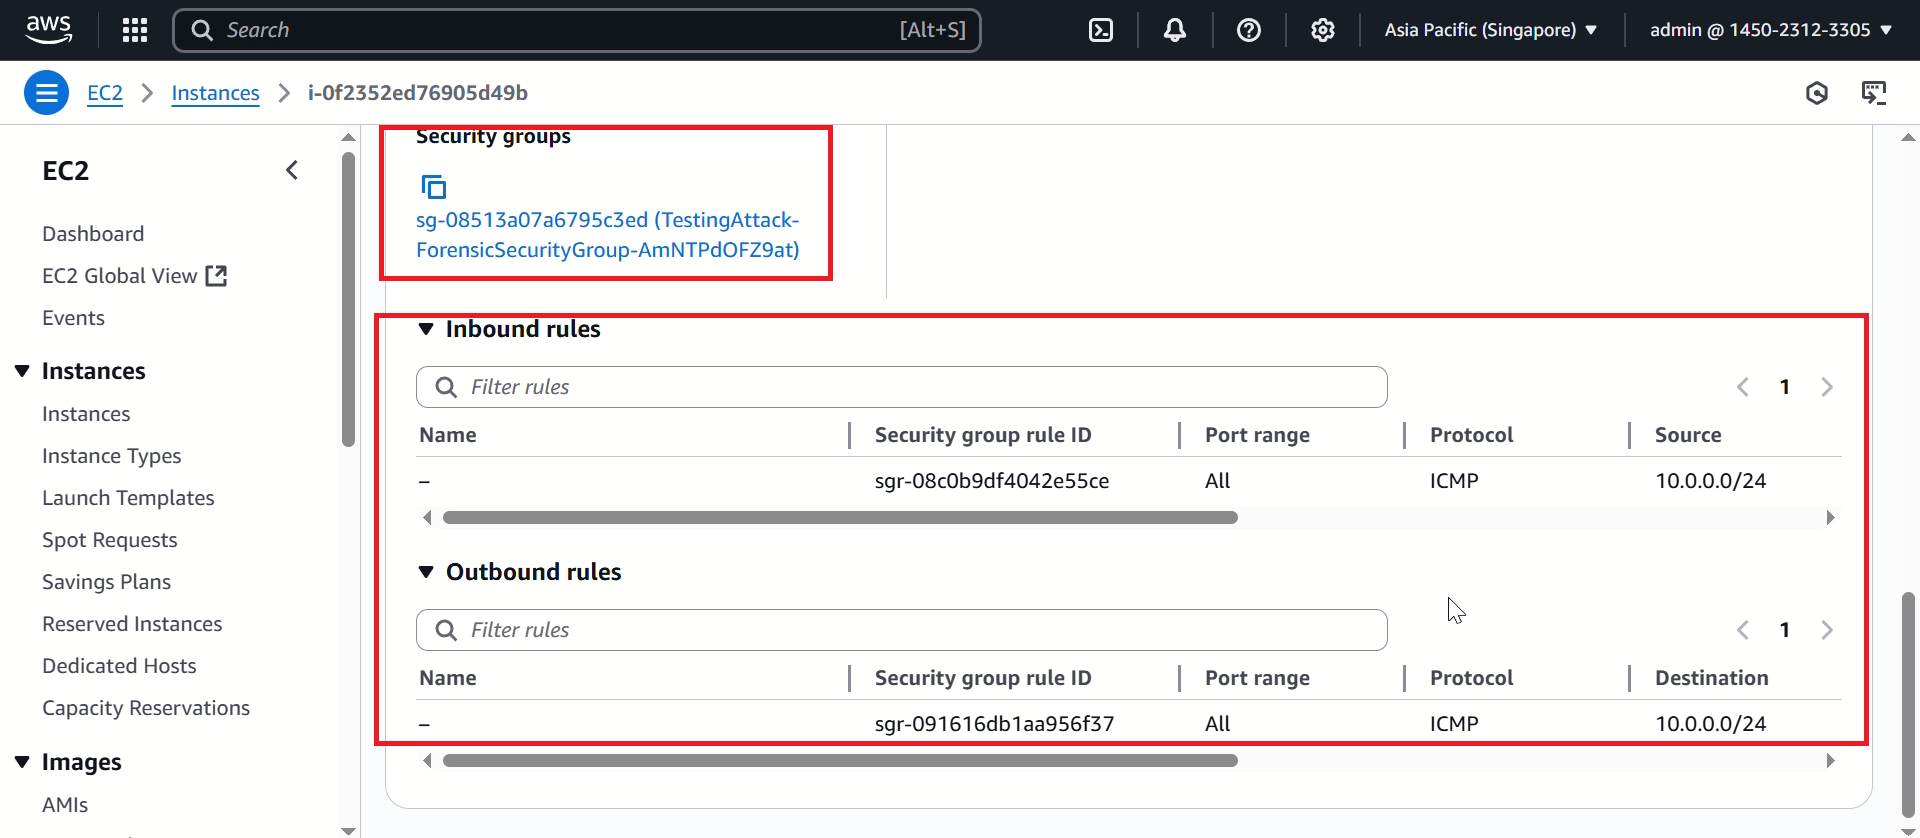 aws
Search
[Alt+S]
Asia Pacific (Singapore)
admin @ 1450-2312-3305
EC2
Instances
i-0f2352ed76905d49b
EC2
Dashboard
EC2 Global View
Events
Instances
Instances
Instance Types
Launch Templates
Spot Requests
Savings Plans
Reserved Instances
Dedicated Hosts
Capacity Reservations
Images
AMIs
Security groups
sg-08513a07a6795c3ed (TestingAttack-
ForensicSecurityGroup-AmNTPdOFZ9at)
Inbound rules
Filter rules
1
Name Security group rule ID Port range Protocol Source
– sgr-08c0b9df4042e55ce All ICMP 10.0.0.0/24
Outbound rules
Filter rules
1
Name Security group rule ID Port range Protocol Destination
– sgr-091616db1aa956f37 All ICMP 10.0.0.0/24